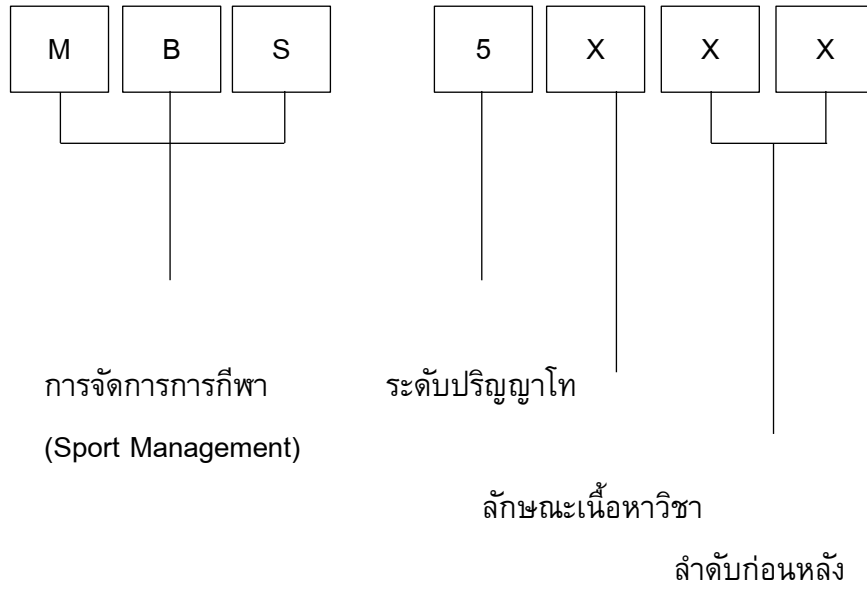 M B S 5 X X X
การจัดการการกีฬา ระดับปริญญาโท
(Sport Management)
ลักษณะเนื้อหาวิชา
ลำดับก่อนหลัง